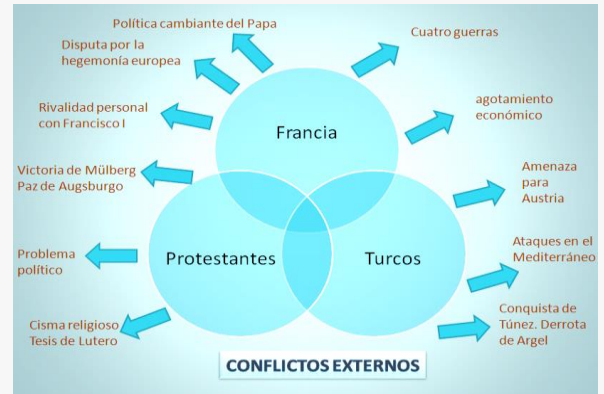 Política cambiante del Papa
Disputa por la
hegemonía europea
Cuatro guerras
Rivalidad personal
con Francisco I
agotamiento
económico
Francia
Victoria de Mülberg
Paz de Augsburgo
Amenaza
para
Austria
Problema
político
Protestantes
Turcos
Ataques en el
Mediterráneo
Cisma religioso
Tesis de Lutero
Conquista de
Túnez. Derrota
de Argel
CONFLICTOS EXTERNOS